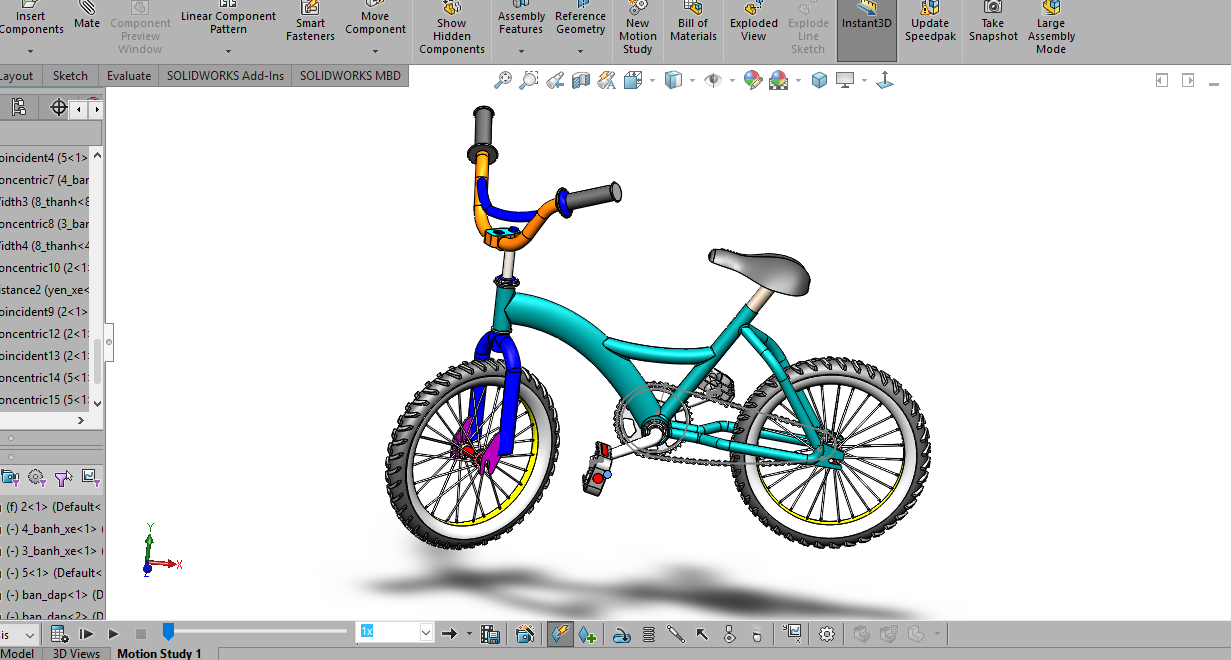 Insert
Components
Mate
Component
Preview
Window
Linear Component
Pattern
Smart
Fasteners
Move
Component
Show
Hidden
Components
Assembly
Features
Reference
Geometry
New
Motion
Study
Bill of
Materials
Exploded
View
Explode
Line
Sketch
Instant3D
Update
Speedpak
Take
Snapshot
Large
Assembly
Mode
Layout
Sketch
Evaluate
SOLIDWORKS Add-Ins
SOLIDWORKS MBD
oincident4 (5<1>
oncentric7 (4_ban
idth3 (8_thanh<8
oncentric8 (3_ban
idth4 (8_thanh<4
oncentric10 (2<1>
istance2 (yen_xe<
oincident9 (2<1>
oncentric12 (2<1>
oincident13 (2<1>
oncentric14 (5<1>
oncentric15 (5<1>
(f) 2<1> (Default<
(-) 4_banh_xe<1> (
(-) 3_banh_xe<1> (
(-) 5<1> (Default<
(-) ban_dap<1> (D
(-) ban_dap<2> (D
Y
X
Z
sis
1x
Model
3D Views
Motion Study 1